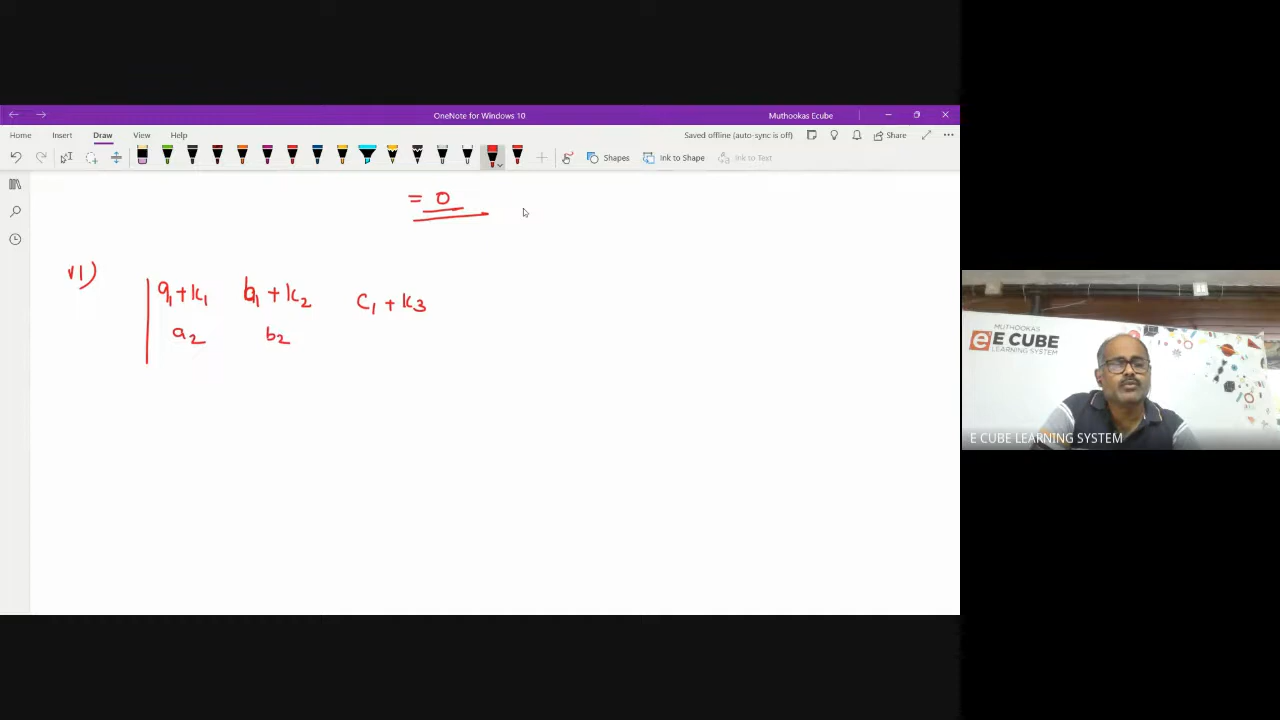 OneNote for Windows 10
Muthookas Ecube
Home Insert Draw View Help
Saved offline (auto-sync is off)
Share
Shapes
Ink to Shape
Ink to Text
= 0
vi)
a₁+k₁ b₁+k₂ c₁+k₃
a₂ b₂
MUTHOOKAS
e E CUBE
LEARNING SYSTEM
E CUBE LEARNING SYSTEM